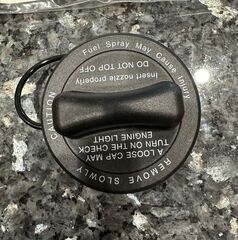 CAUTION
Fuel Spray May Cause Injury
REMOVE SLOWLY
Insert nozzle properly
DO NOT TOP OFF
A LOOSE CAP MAY
TURN ON THE CHECK
ENGINE LIGHT